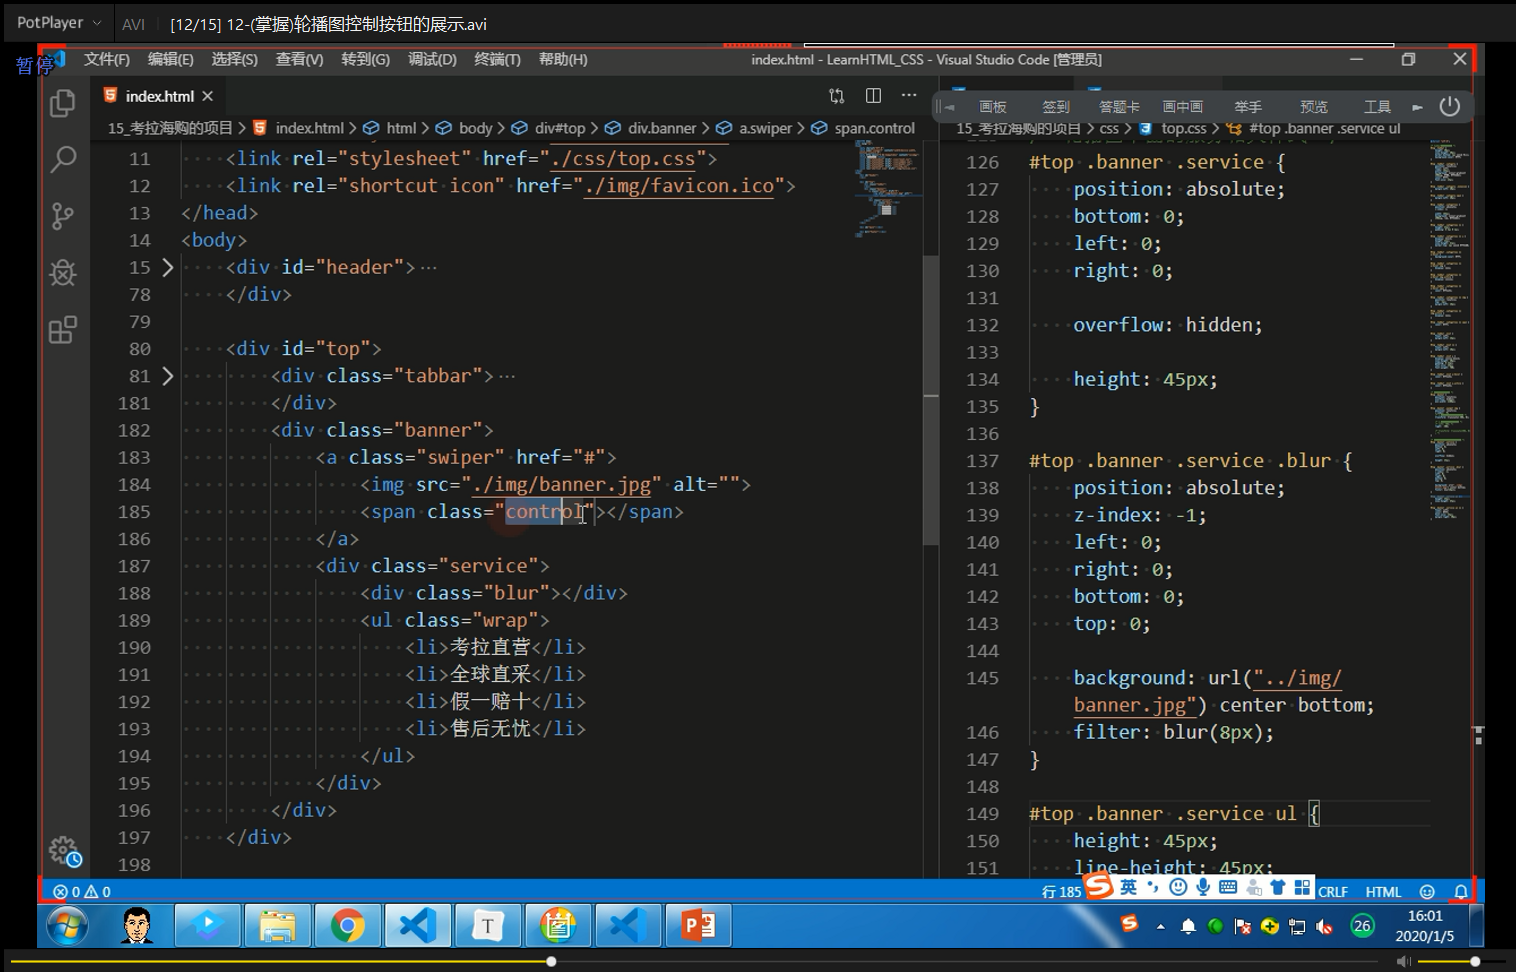 PotPlayer AVI [12/15] 12-(掌握)轮播图控制按钮的展示.avi
暂停
文件(F) 编辑(E) 选择(S) 查看(V) 转到(G) 调试(D) 终端(T) 帮助(H) index.html - LearnHTML_CSS - Visual Studio Code [管理员]
index.html
画板 签到 答题卡 画中画 举手 预览 工具
15_考拉海购的项目 > index.html > html > body > div#top > div.banner > a.swiper > span.control
11 <link rel="stylesheet" href="./css/top.css">
12 <link rel="shortcut icon" href="./img/favicon.ico">
13 </head>
14 <body>
15 <div id="header">···
78 </div>
79
80 <div id="top">
81 <div class="tabbar">···
181 </div>
182 <div class="banner">
183 <a class="swiper" href="#">
184 <img src="./img/banner.jpg" alt="">
185 <span class="control"></span>
186 </a>
187 <div class="service">
188 <div class="blur"></div>
189 <ul class="wrap">
190 <li>考拉直营</li>
191 <li>全球直采</li>
192 <li>假一赔十</li>
193 <li>售后无忧</li>
194 </ul>
195 </div>
196 </div>
197 </div>
198
15_考拉海购的项目 > css > top.css > #top .banner .service ul
126 #top .banner .service {
127 position: absolute;
128 bottom: 0;
129 left: 0;
130 right: 0;
131
132 overflow: hidden;
133
134 height: 45px;
135 }
136
137 #top .banner .service .blur {
138 position: absolute;
139 z-index: -1;
140 left: 0;
141 right: 0;
142 bottom: 0;
143 top: 0;
144
145 background: url("../img/
banner.jpg") center bottom;
146 filter: blur(8px);
147 }
148
149 #top .banner .service ul {
150 height: 45px;
151 line-height: 45px;
0 0 行 185 英 CRLF HTML
26 16:01
2020/1/5